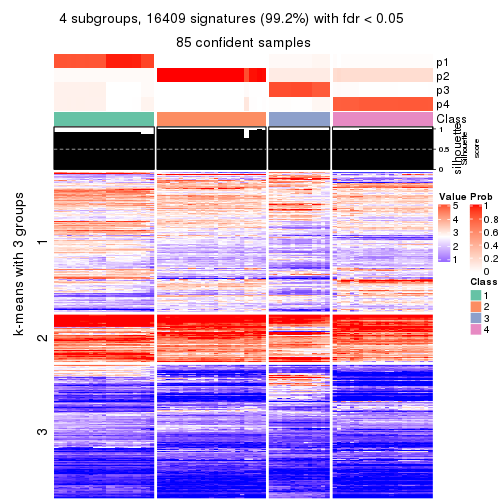 4 subgroups, 16409 signatures (99.2%) with fdr < 0.05
85 confident samples
p1
p2
p3
p4
Class
1
0.5
0
silhouette
Silhouette
score
k-means with 3 groups
1
2
3
Value
5
4
3
2
1
Prob
1
0.8
0.6
0.4
0.2
0
Class
1
2
3
4